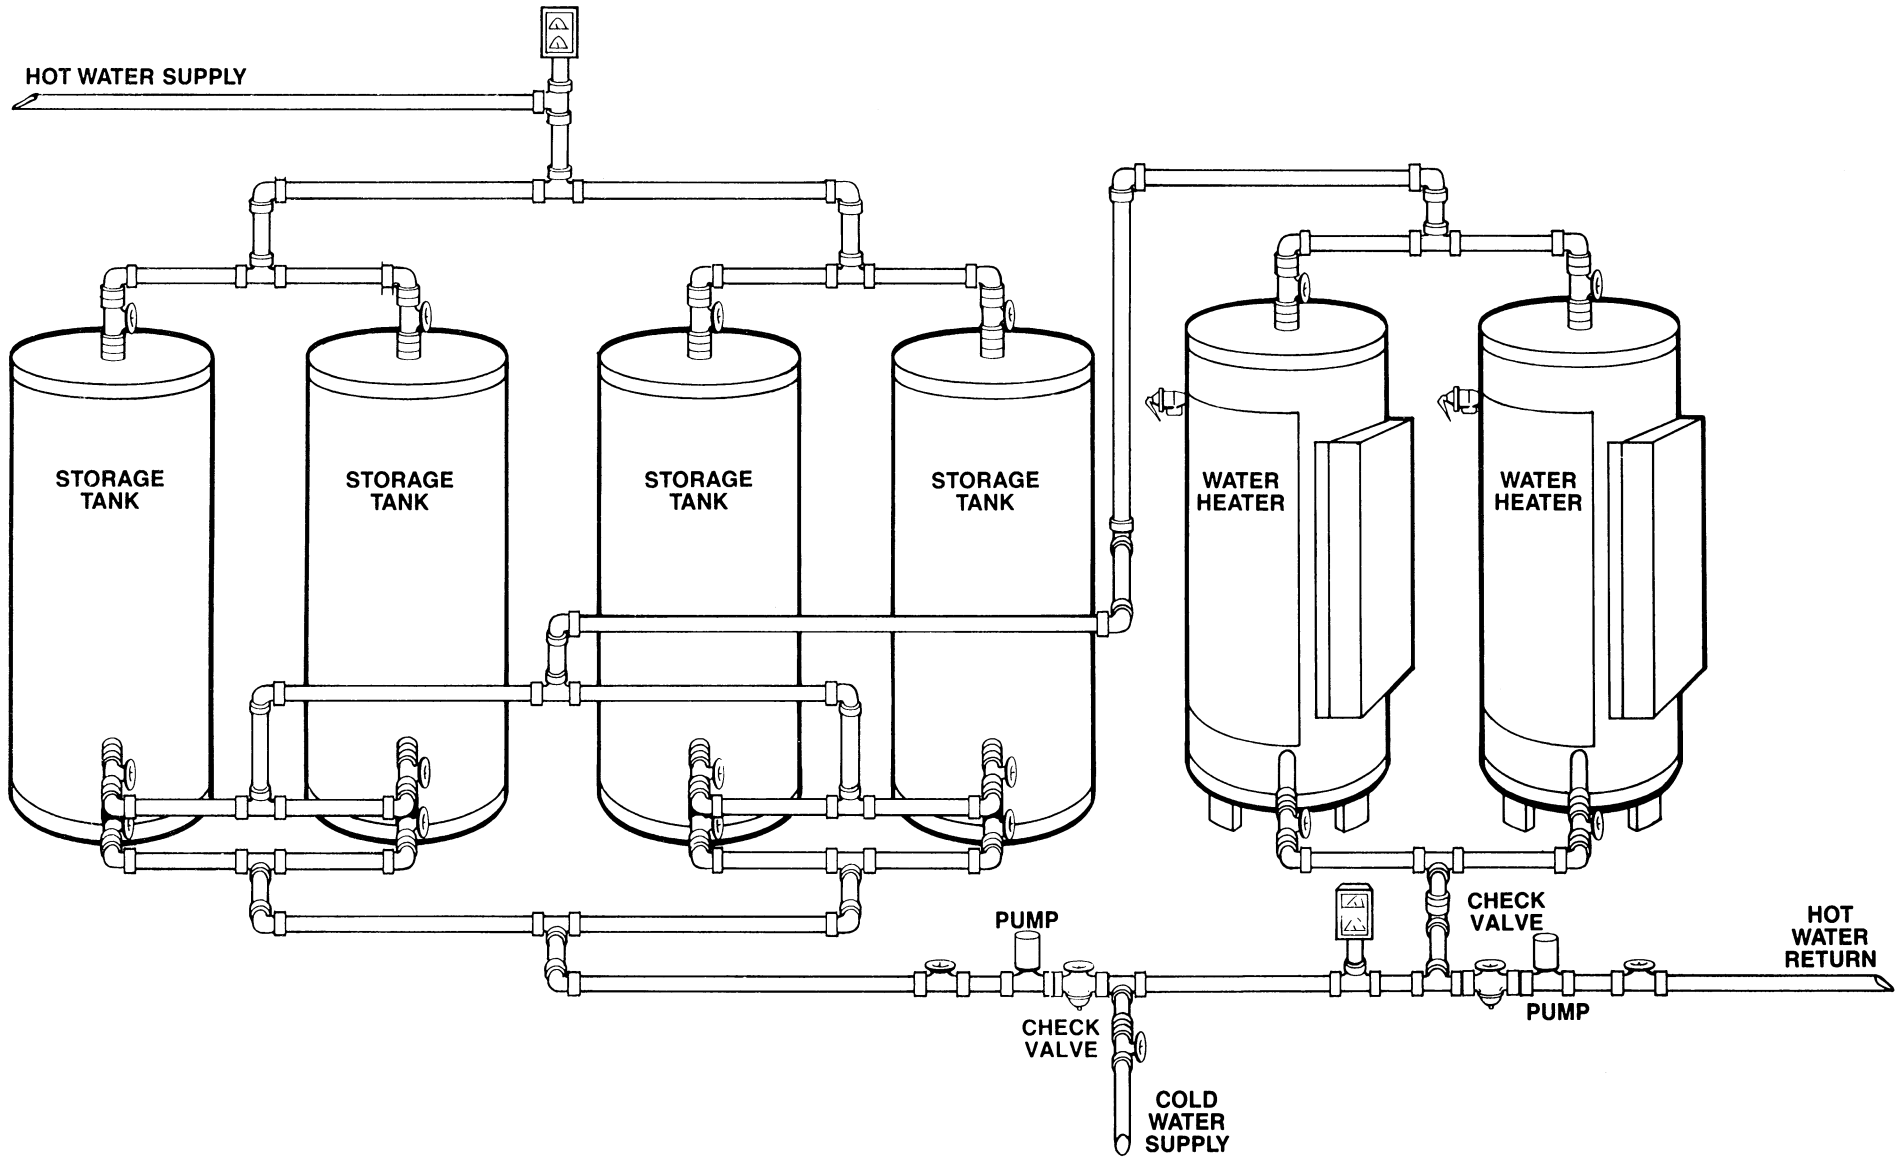 HOT WATER SUPPLY
STORAGE
TANK
STORAGE
TANK
STORAGE
TANK
STORAGE
TANK
WATER
HEATER
WATER
HEATER
PUMP
CHECK
VALVE
CHECK
VALVE
HOT
WATER
RETURN
PUMP
COLD
WATER
SUPPLY